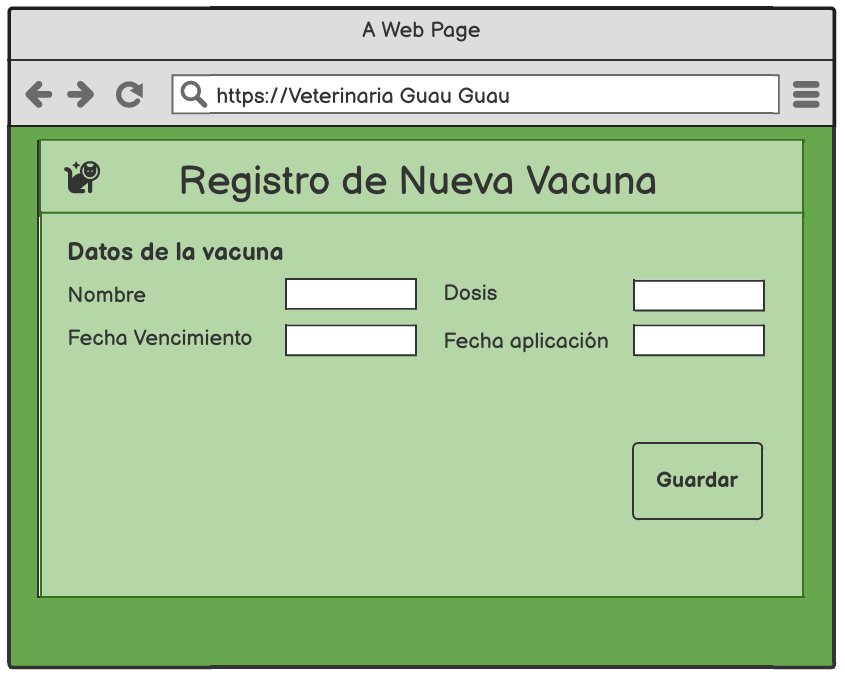 A Web Page
https://Veterinaria Guau Guau
Registro de Nueva Vacuna
Datos de la vacuna
Nombre
Dosis
Fecha Vencimiento
Fecha aplicación
Guardar